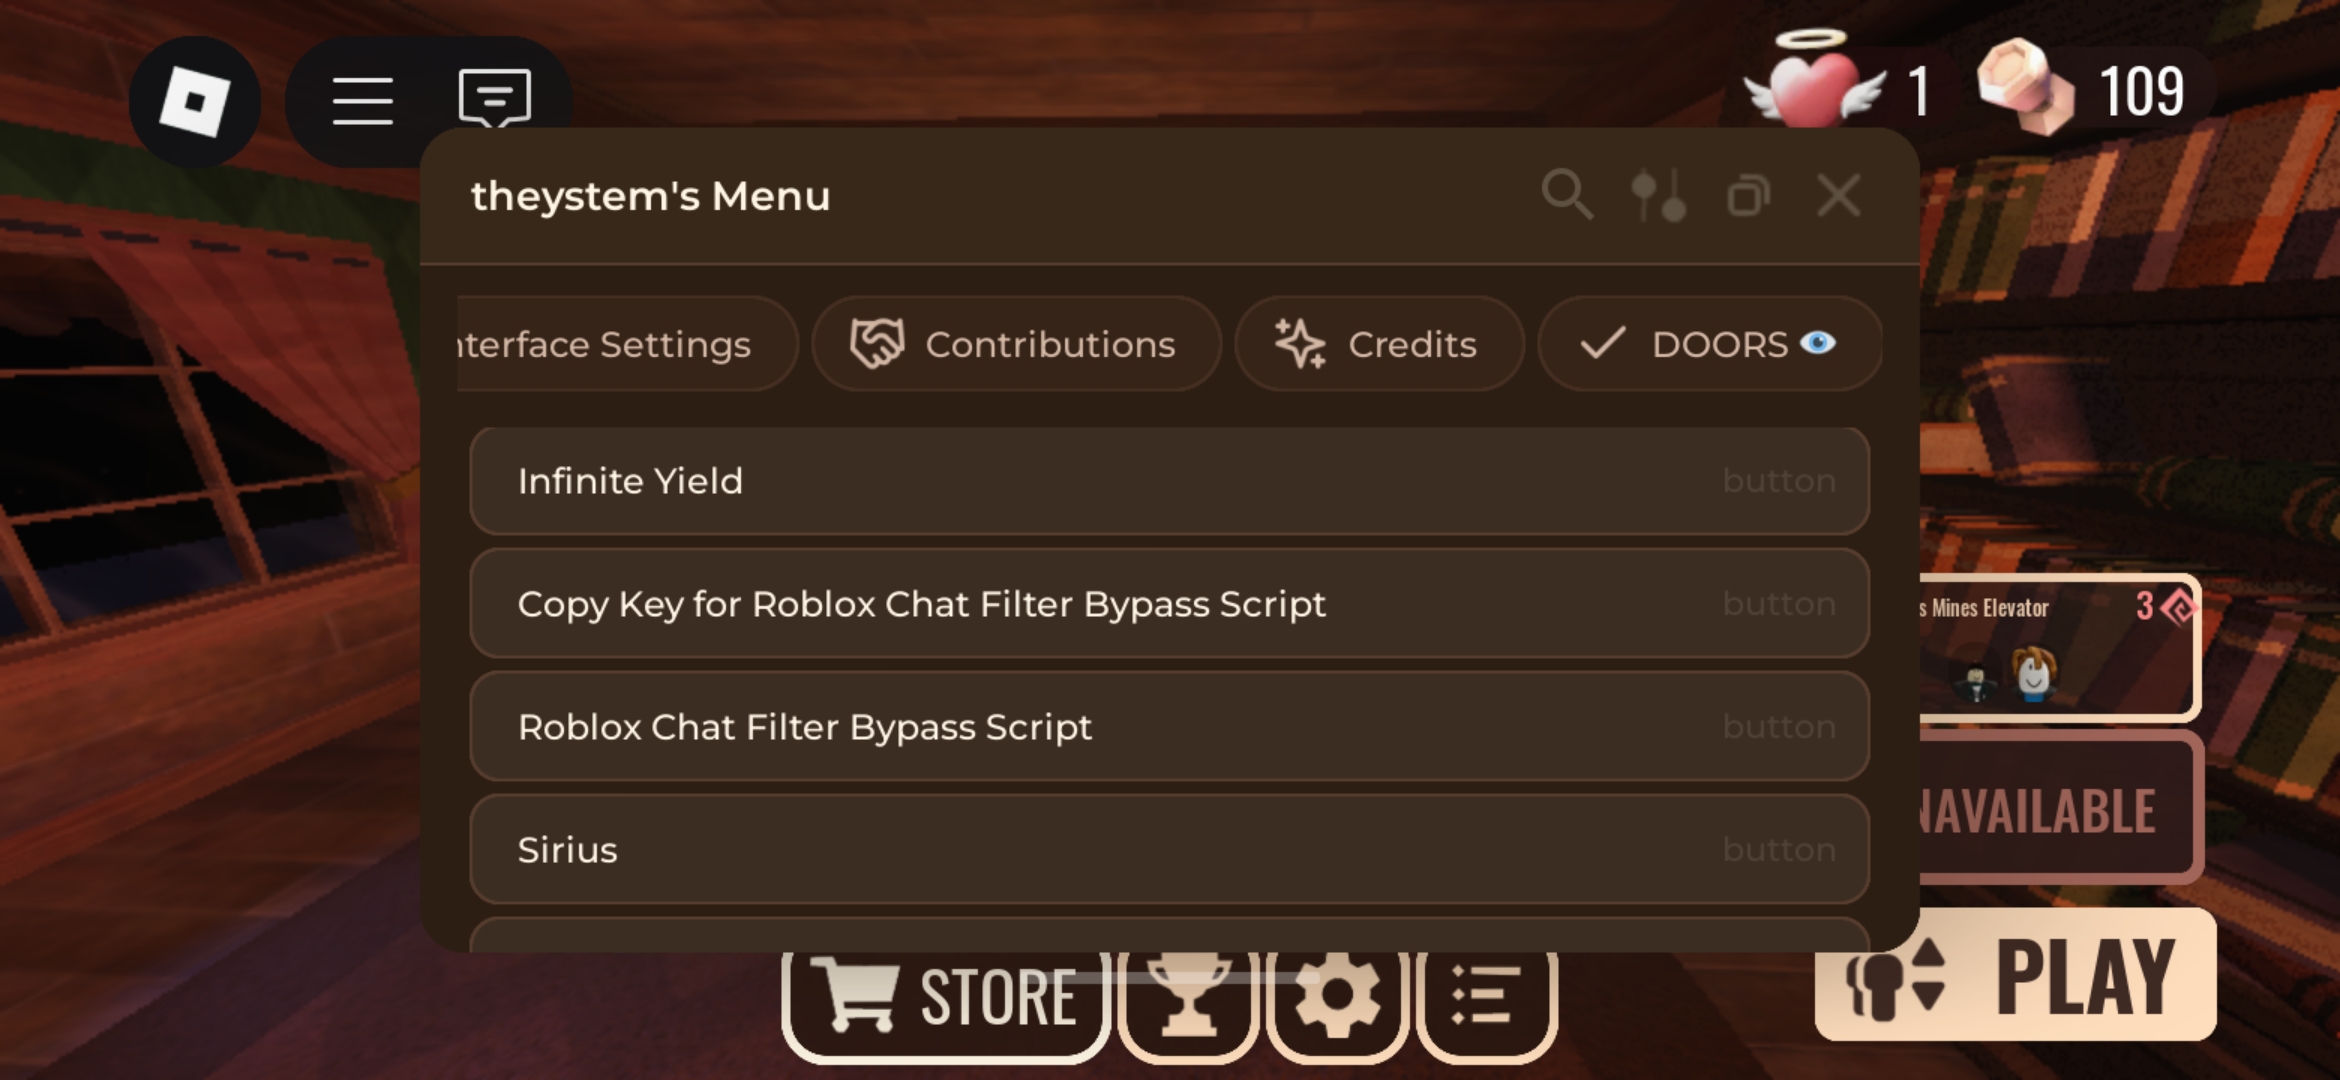 1
109
theystem's Menu
nterface Settings
Contributions
Credits
DOORS
Infinite Yield
button
Copy Key for Roblox Chat Filter Bypass Script
button
Roblox Chat Filter Bypass Script
button
Sirius
button
s Mines Elevator
3
NAVAILABLE
STORE
PLAY